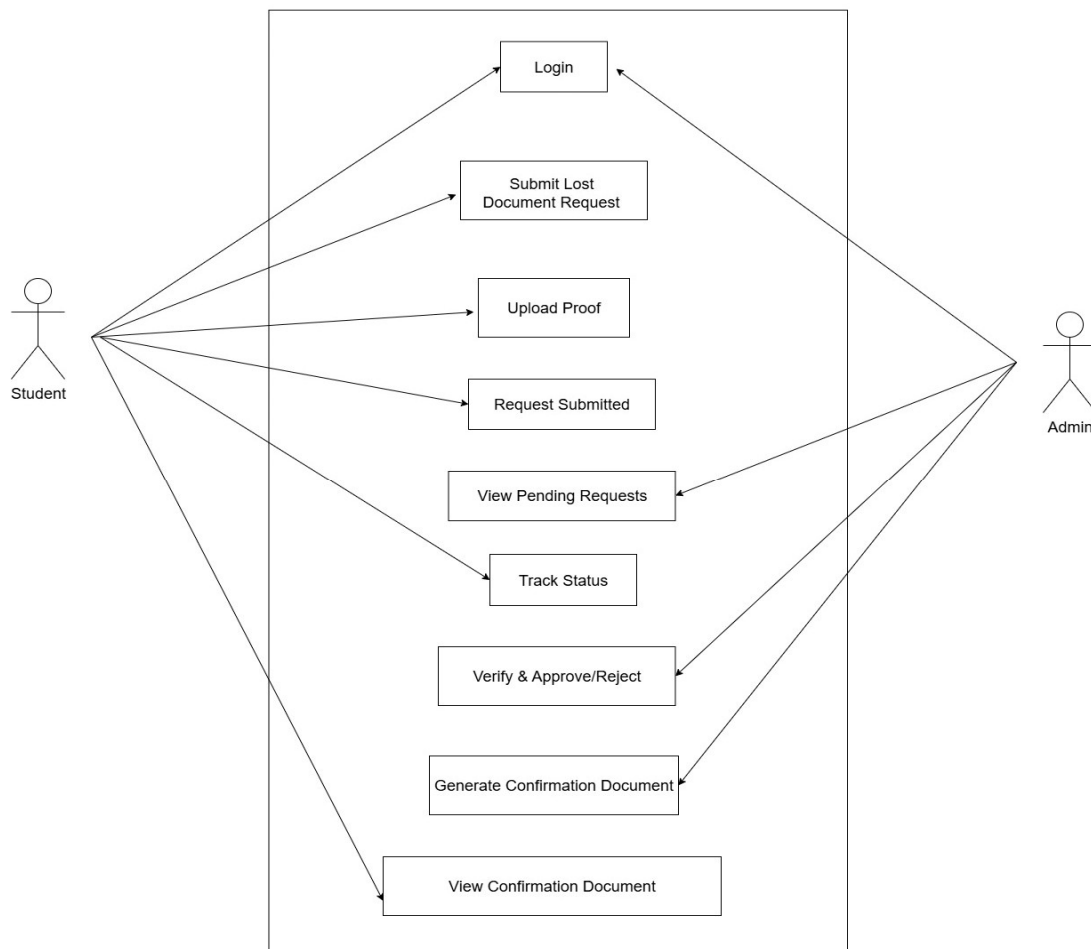 Login
Submit Lost
Document Request
Upload Proof
Student
Request Submitted
Admin
View Pending Requests
Track Status
Verify & Approve/Reject
Generate Confirmation Document
View Confirmation Document